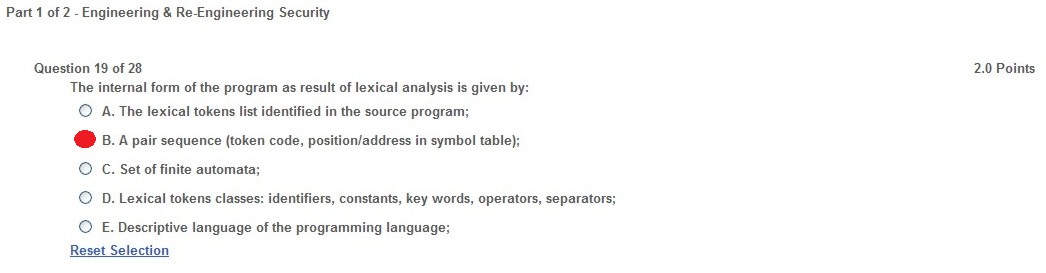 Part 1 of 2 - Engineering & Re-Engineering Security
Question 19 of 28 2.0 Points
The internal form of the program as result of lexical analysis is given by:
A. The lexical tokens list identified in the source program;
B. A pair sequence (token code, position/address in symbol table);
C. Set of finite automata;
D. Lexical tokens classes: identifiers, constants, key words, operators, separators;
E. Descriptive language of the programming language;
Reset Selection